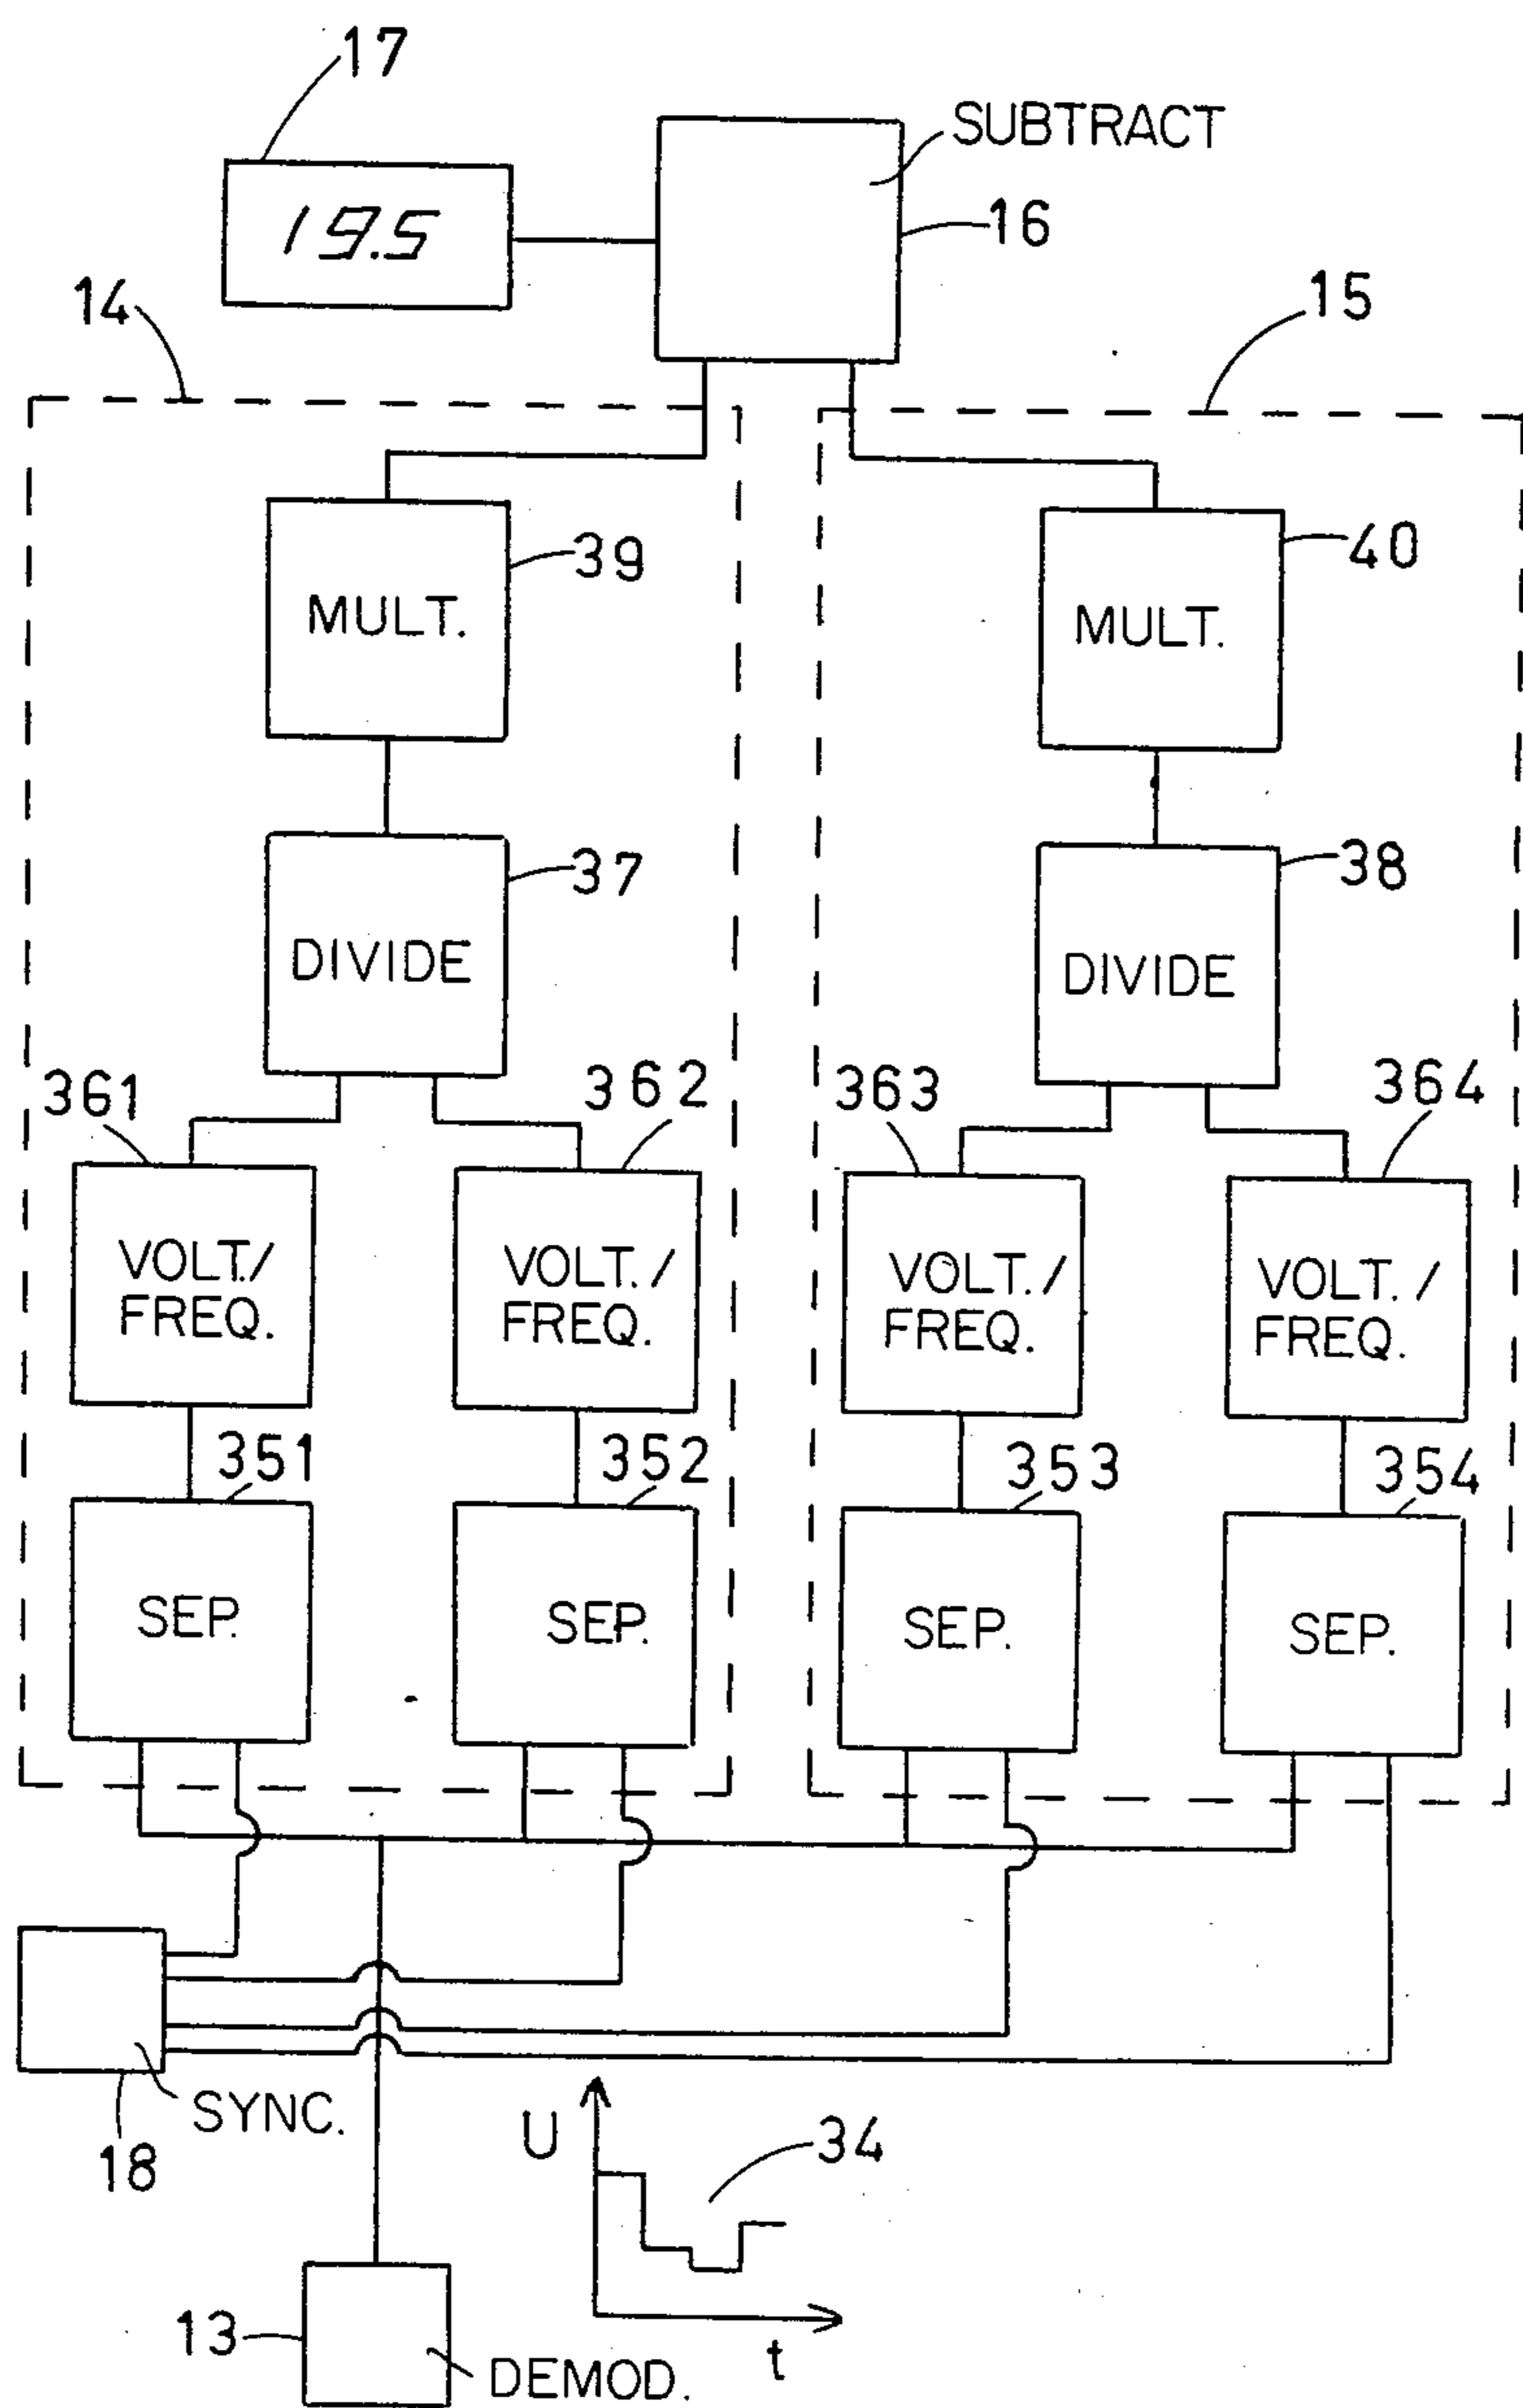 17
SUBTRACT
19.5
16
14
15
39
40
MULT.
MULT.
37
38
DIVIDE
DIVIDE
361
362
363
364
VOLT./
FREQ.
VOLT./
FREQ.
VOLT./
FREQ.
VOLT./
FREQ.
351
352
353
354
SEP.
SEP.
SEP.
SEP.
SYNC.
18
U
34
13
t
DEMOD.